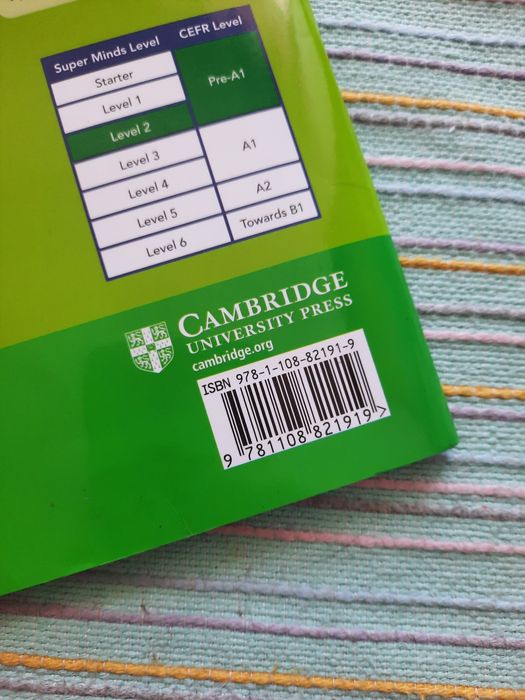 Super Minds Level CEFR Level
Starter
Pre-A1
Level 1
Level 2
Level 3
A1
Level 4
Level 5
A2
Level 6
Towards B1
CAMBRIDGE
UNIVERSITY PRESS
cambridge.org
ISBN 978-1-108-82191-9
9 781108 821919 >